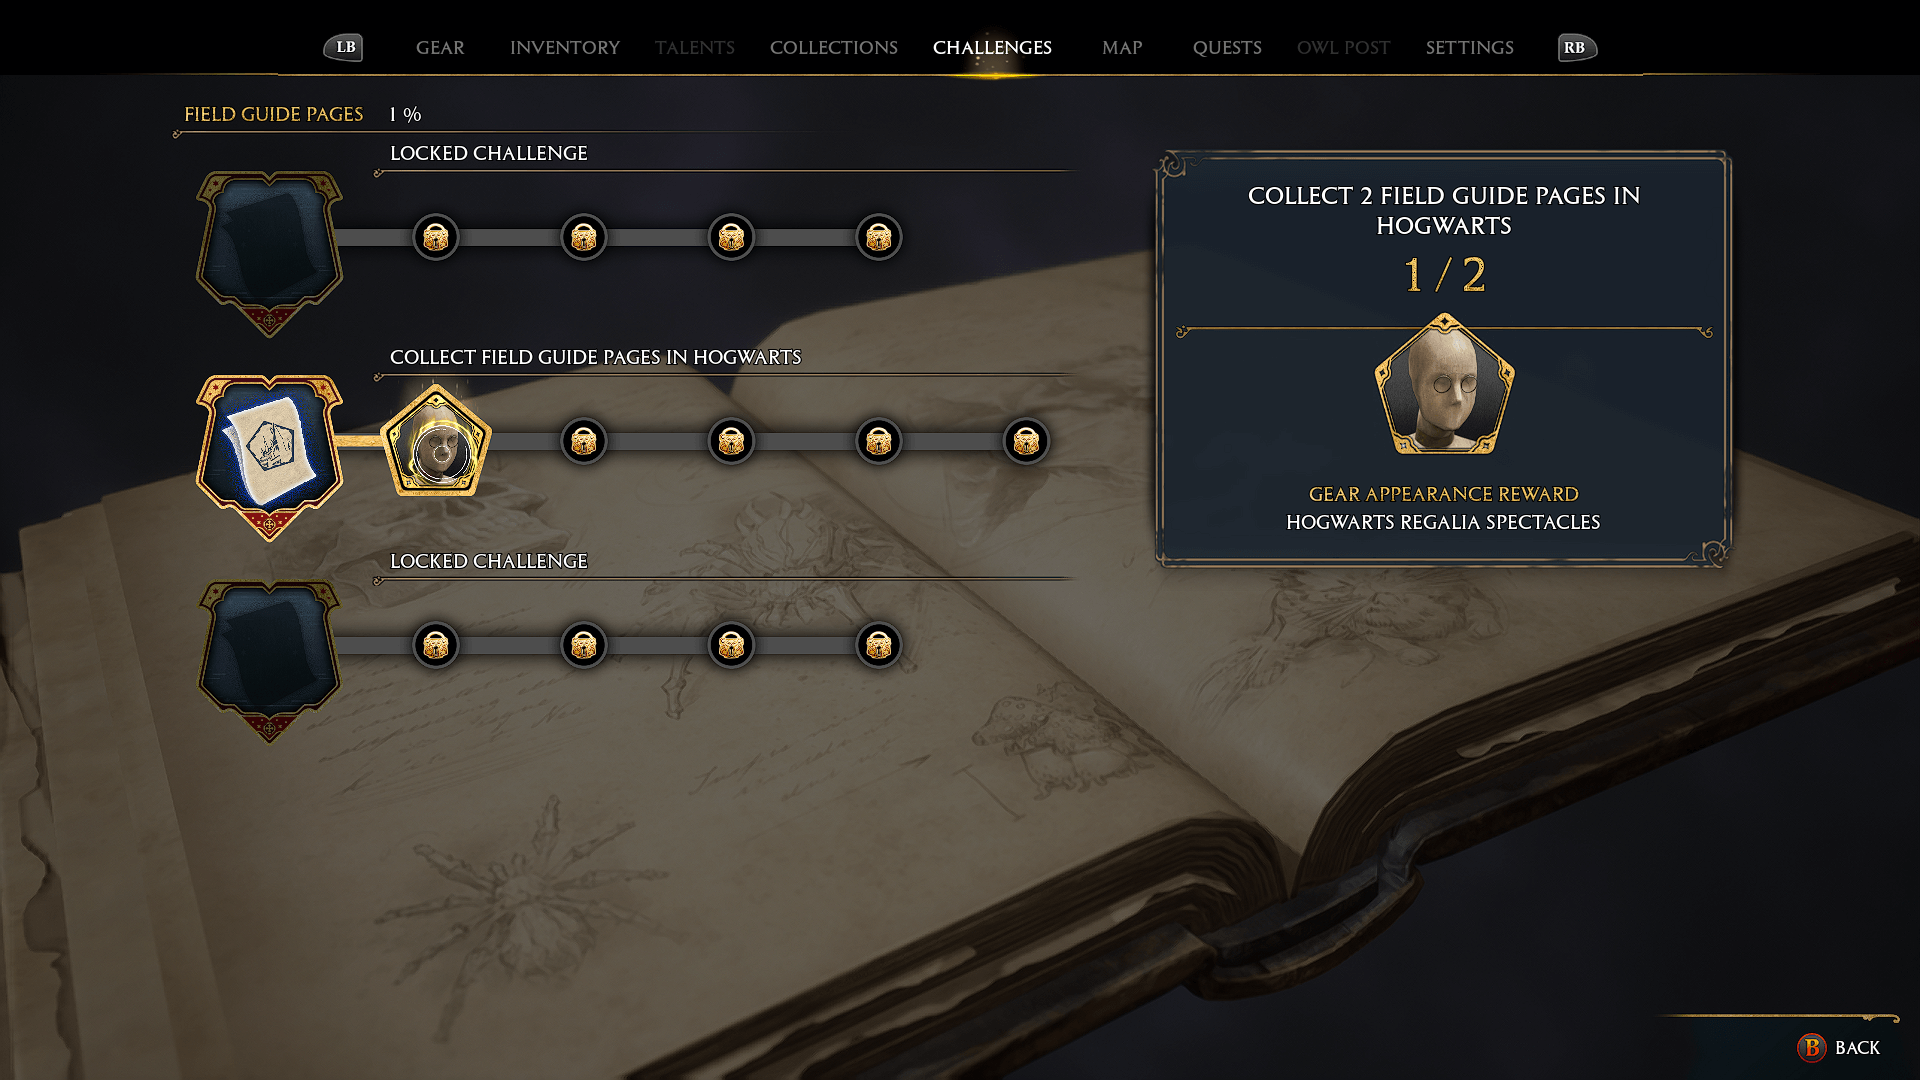 LB GEAR INVENTORY TALENTS COLLECTIONS CHALLENGES MAP QUESTS OWL POST SETTINGS RB
FIELD GUIDE PAGES 1 %
LOCKED CHALLENGE
COLLECT FIELD GUIDE PAGES IN HOGWARTS
LOCKED CHALLENGE
COLLECT 2 FIELD GUIDE PAGES IN
HOGWARTS
1 / 2
GEAR APPEARANCE REWARD
HOGWARTS REGALIA SPECTACLES
B BACK